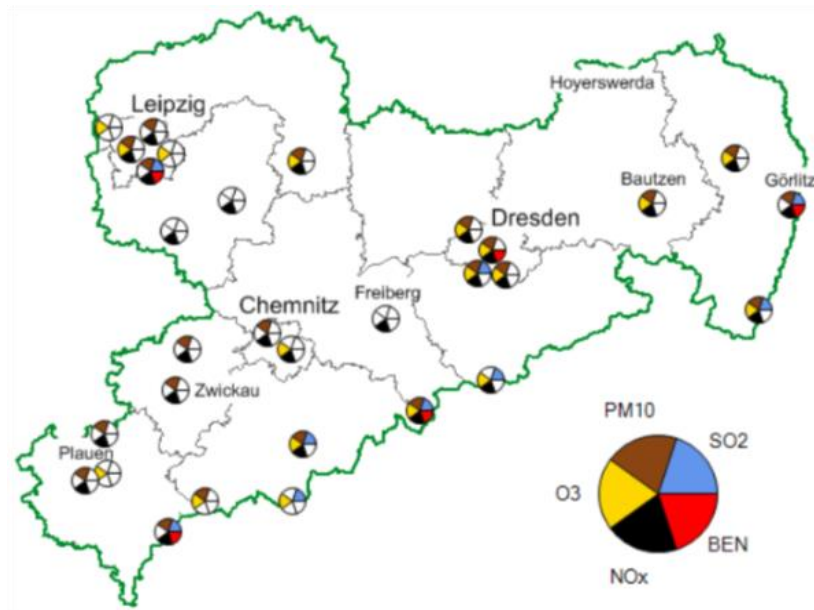 Hoyerswerda
Leipzig
Bautzen
Görlitz
Dresden
Freiberg
Chemnitz
Zwickau
Plauen
PM10
SO2
O3
BEN
NOx